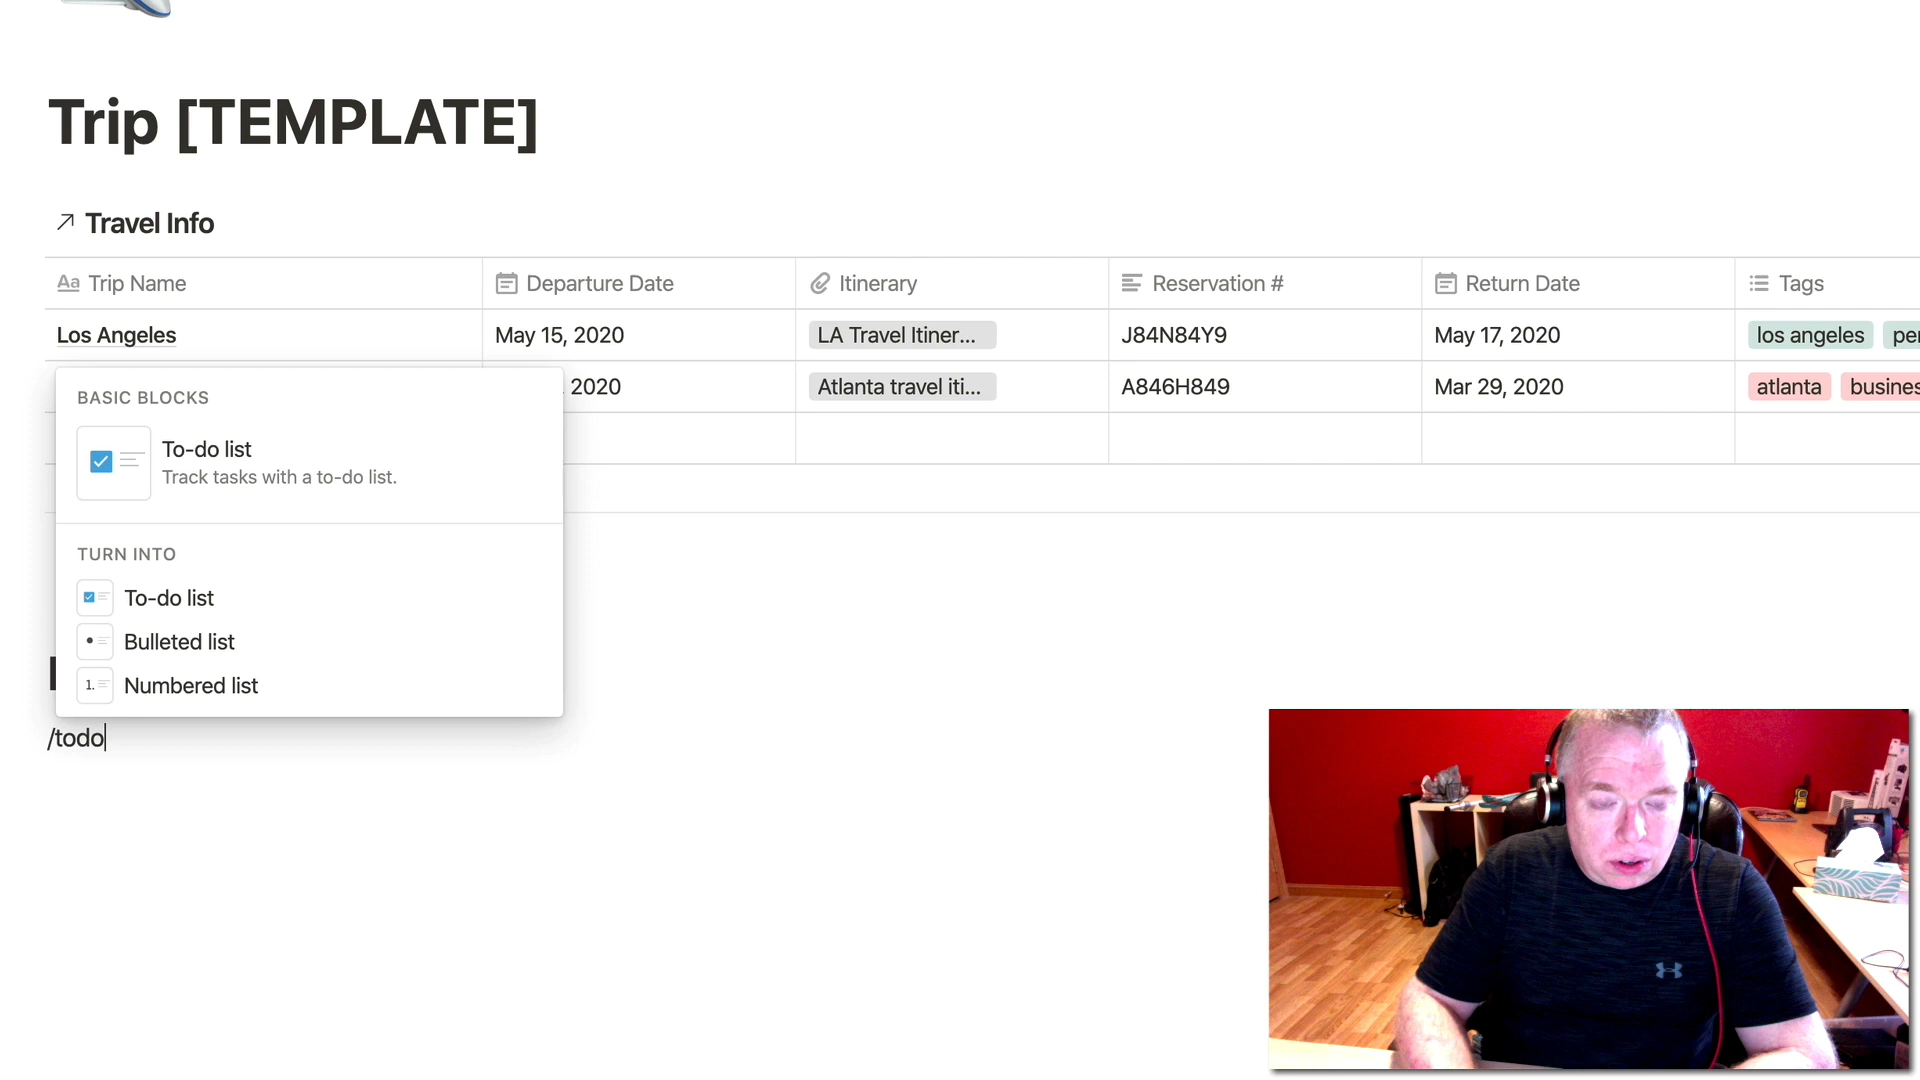 Trip [TEMPLATE]
Travel Info
Aa Trip Name Departure Date Itinerary Reservation # Return Date Tags
Los Angeles May 15, 2020 LA Travel Itiner... J84N84Y9 May 17, 2020 los angeles
2020 Atlanta travel iti... A846H849 Mar 29, 2020 atlanta
BASIC BLOCKS
To-do list
Track tasks with a to-do list.
TURN INTO
To-do list
Bulleted list
1. Numbered list
/todo